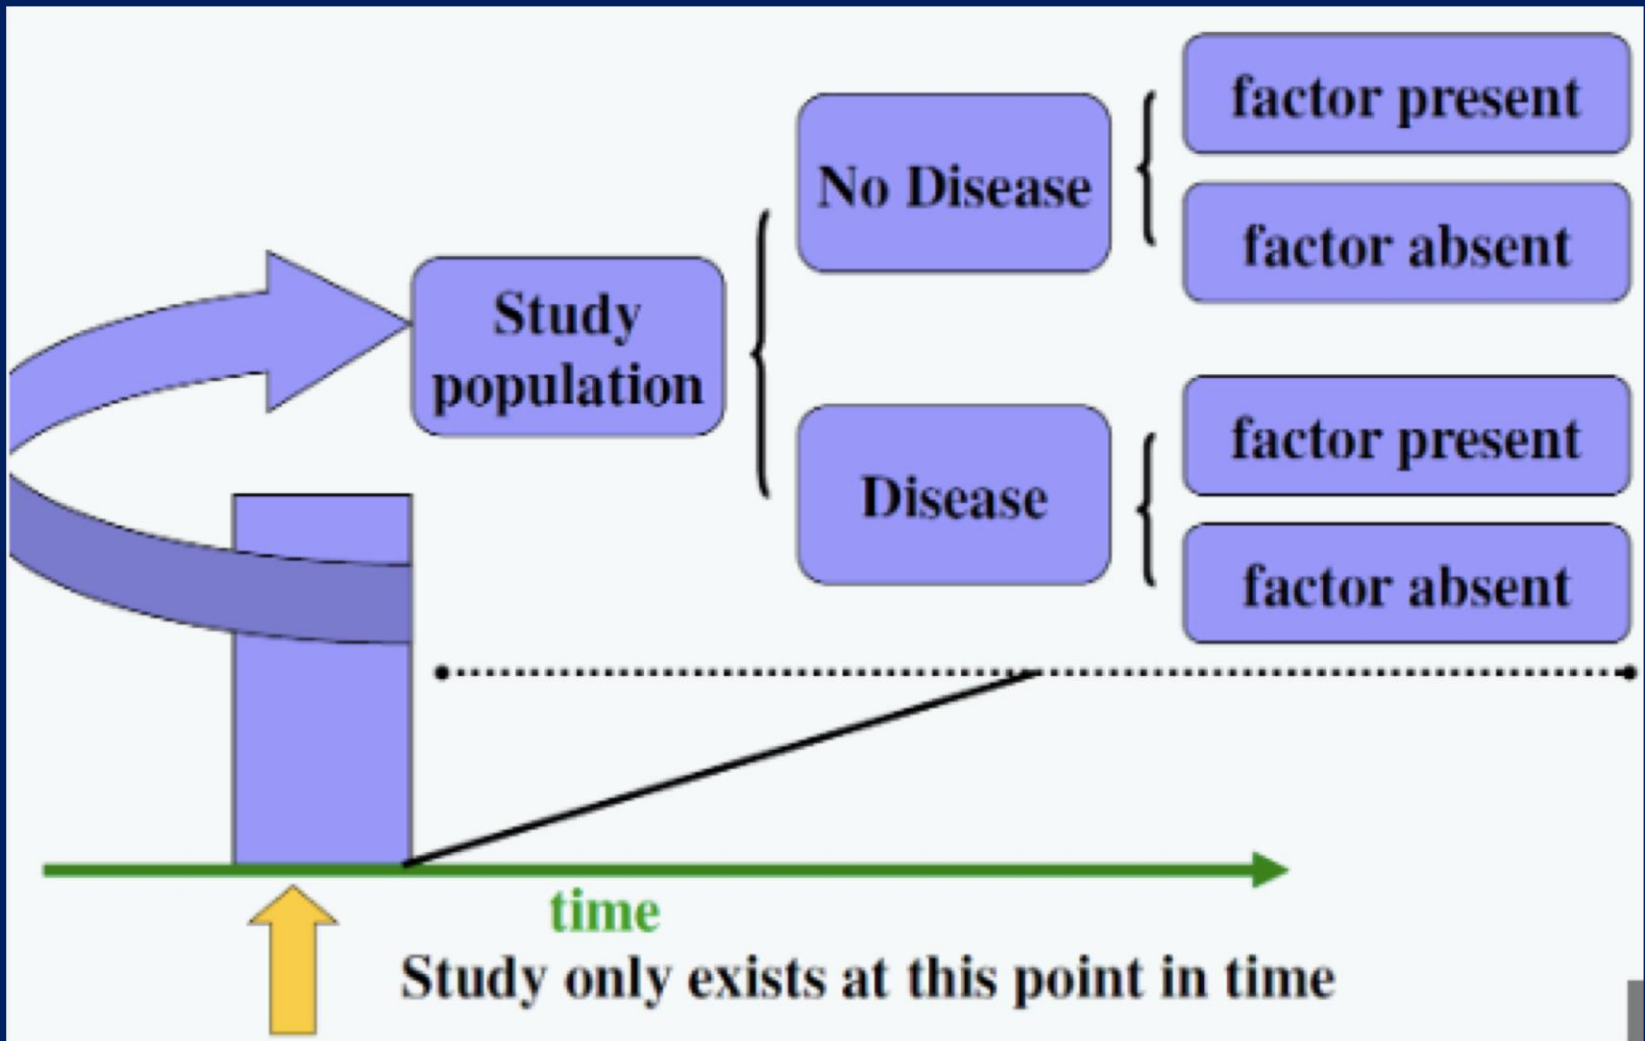 factor present
No Disease
factor absent
Study
population
factor present
Disease
factor absent
time
Study only exists at this point in time